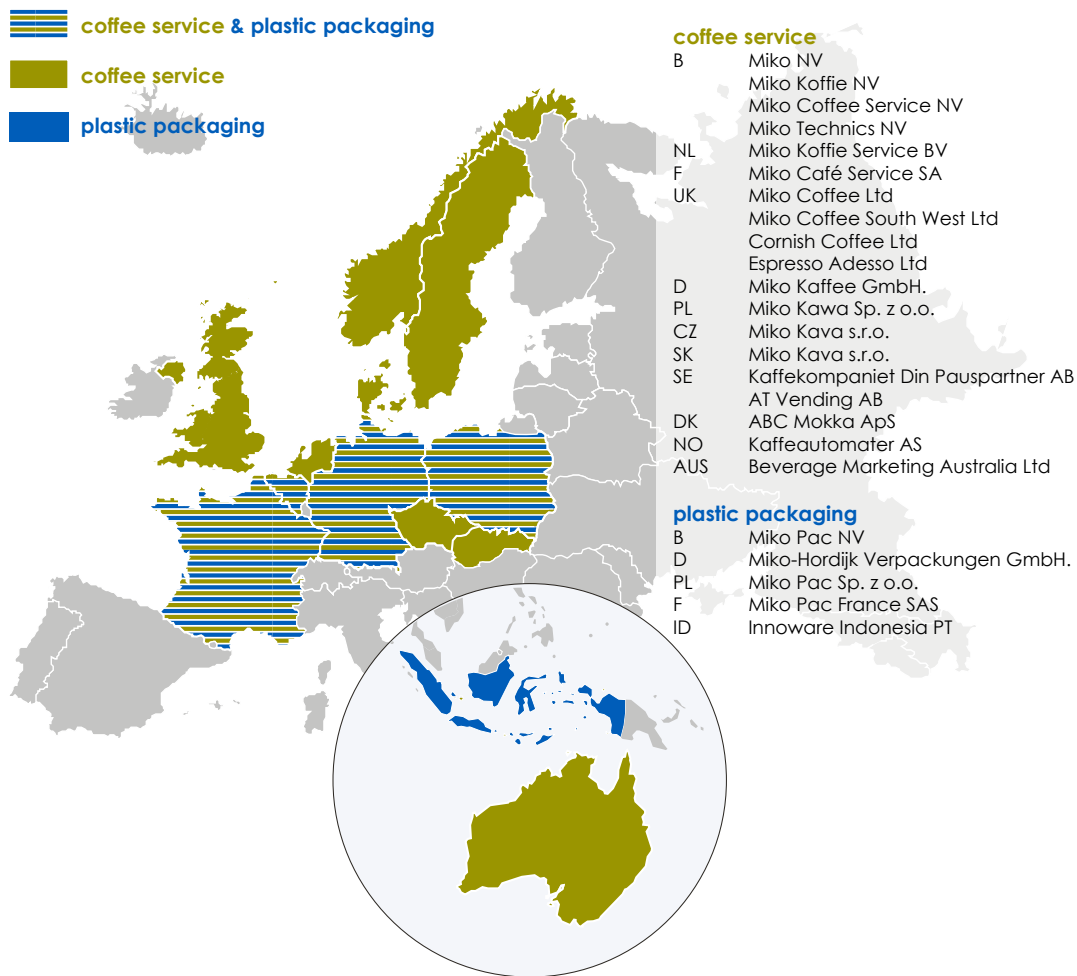 coffee service & plastic packaging
coffee service
plastic packaging
coffee service
B Miko NV
Miko Koffie NV
Miko Coffee Service NV
Miko Technics NV
NL Miko Koffie Service BV
F Miko Café Service SA
UK Miko Coffee Ltd
Miko Coffee South West Ltd
Cornish Coffee Ltd
Espresso Adesso Ltd
D Miko Kaffee GmbH.
PL Miko Kawa Sp. z o.o.
CZ Miko Kava s.r.o.
SK Miko Kava s.r.o.
SE Kaffekompaniet Din Pauspartner AB
AT Vending AB
DK ABC Mokka ApS
NO Kaffeautomater AS
AUS Beverage Marketing Australia Ltd
plastic packaging
B Miko Pac NV
D Miko-Hordijk Verpackungen GmbH.
PL Miko Pac Sp. z o.o.
F Miko Pac France SAS
ID Innoware Indonesia PT